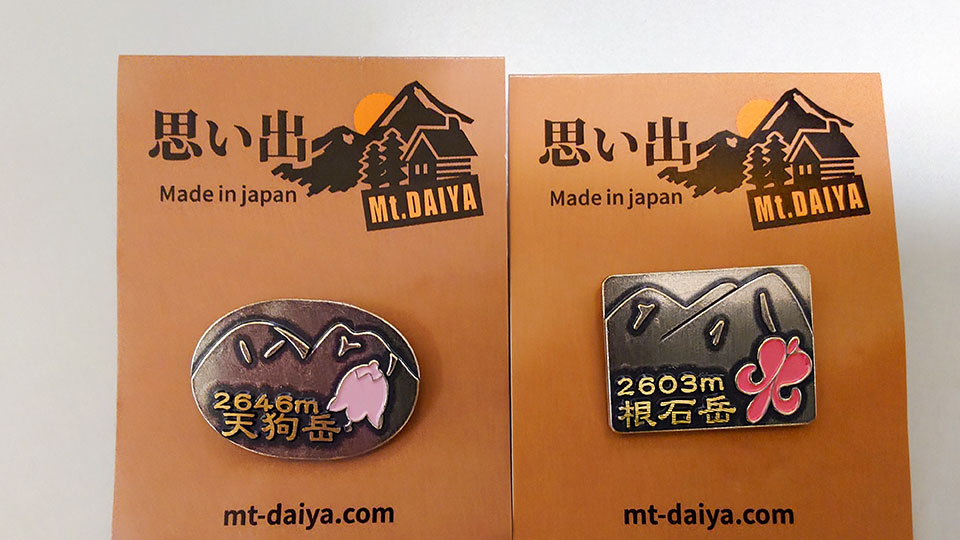 思い出
Made in japan
Mt.DAIYA
2646m
天狗岳
mt-daiya.com
思い出
Made in japan
Mt.DAIYA
2603m
根石岳
mt-daiya.com